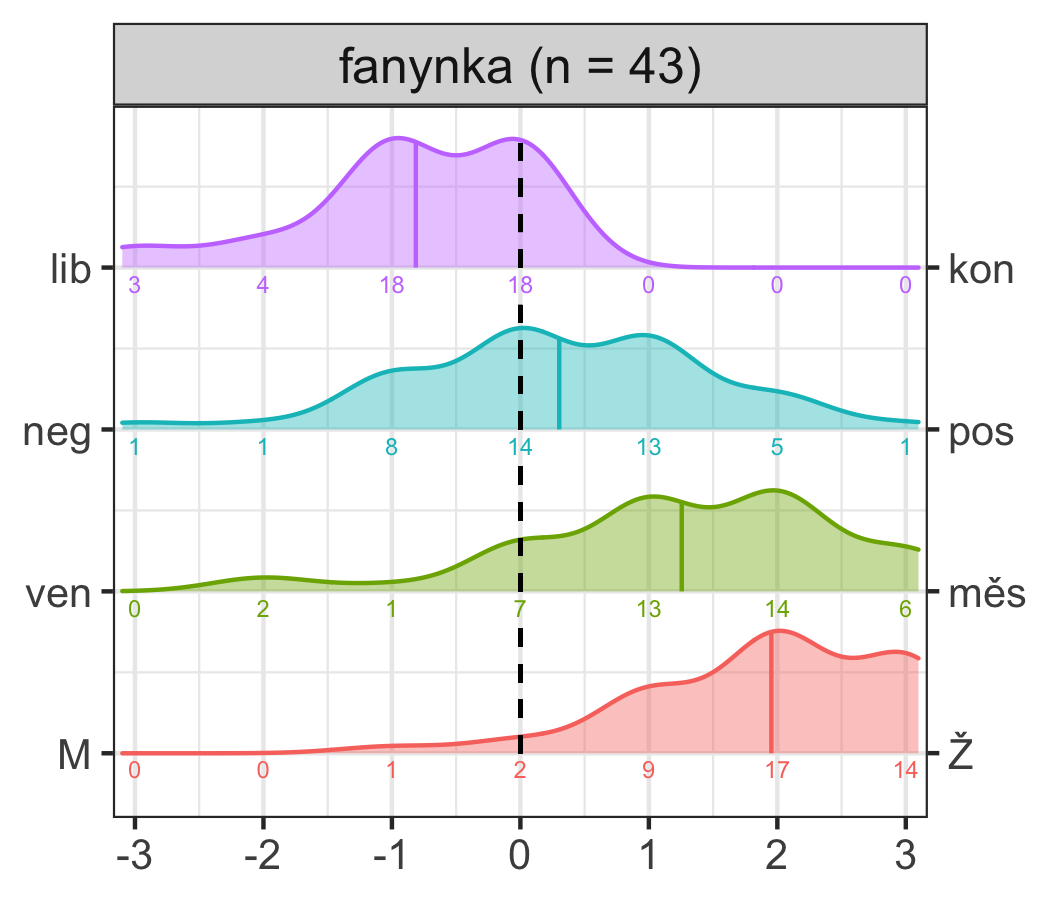 fanynka (n = 43)
lib kon
3 4 18 18 0 0 0
neg pos
1 1 8 14 13 5 1
ven měs
0 2 1 7 13 14 6
M Ž
0 0 1 2 9 17 14
-3 -2 -1 0 1 2 3